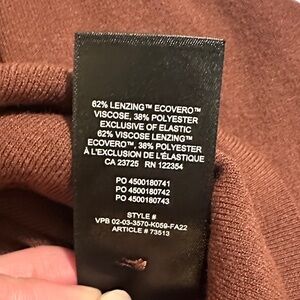 62% LENZING™ ECOVERO™
VISCOSE, 38% POLYESTER
EXCLUSIVE OF ELASTIC
62% VISCOSE LENZING™
ECOVERO™, 38% POLYESTER
À L'EXCLUSION DE L'ÉLASTIQUE
CA 23725 RN 122354
PO 4500180741
PO 4500180742
PO 4500180743
STYLE #
VPB 02-03-3570-K059-FA22
ARTICLE # 73513